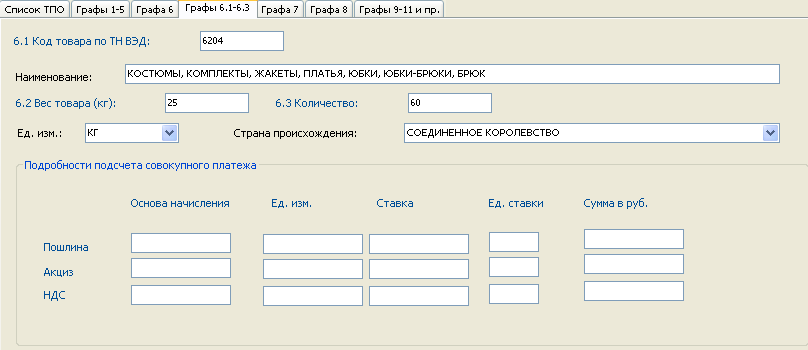 Список ТПО Графы 1-5 Графа 6 Графы 6.1-6.3 Графа 7 Графа 8 Графы 9-11 и пр.
6.1 Код товара по ТН ВЭД: 6204
Наименование: КОСТЮМЫ, КОМПЛЕКТЫ, ЖАКЕТЫ, ПЛАТЬЯ, ЮБКИ, ЮБКИ-БРЮКИ, БРЮК
6.2 Вес товара (кг): 25 6.3 Количество: 60
Ед. изм.: КГ Страна происхождения: СОЕДИНЕННОЕ КОРОЛЕВСТВО
Подробности подсчета совокупного платежа
Основа начисления Ед. изм. Ставка Ед. ставки Сумма в руб.
Пошлина
Акциз
НДС